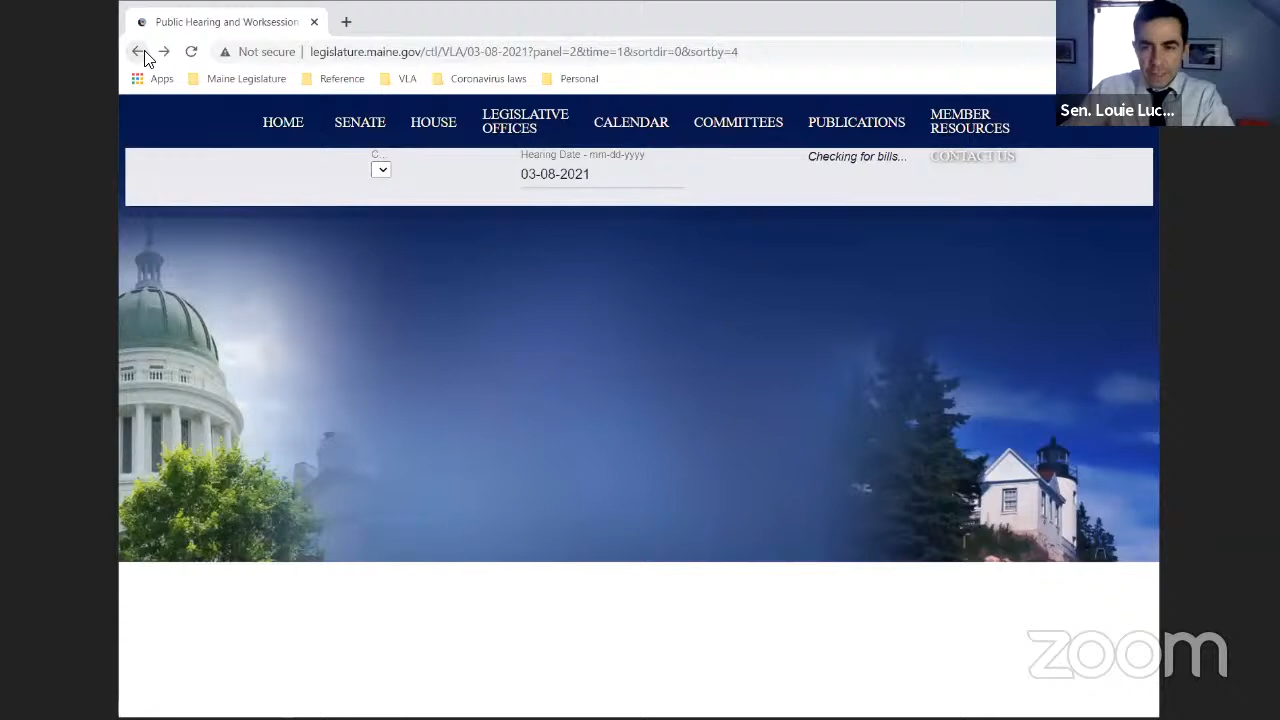 Public Hearing and Worksession
Not secure | legislature.maine.gov/ctl/VLA/03-08-2021?panel=2&time=1&sortdir=0&sortby=4
Apps Maine Legislature Reference VLA Coronavirus laws Personal
Sen. Louie Luc...
HOME SENATE HOUSE LEGISLATIVE OFFICES CALENDAR COMMITTEES PUBLICATIONS MEMBER RESOURCES
C... Hearing Date - mm-dd-yyyy Checking for bills... CONTACT US
03-08-2021
zoom